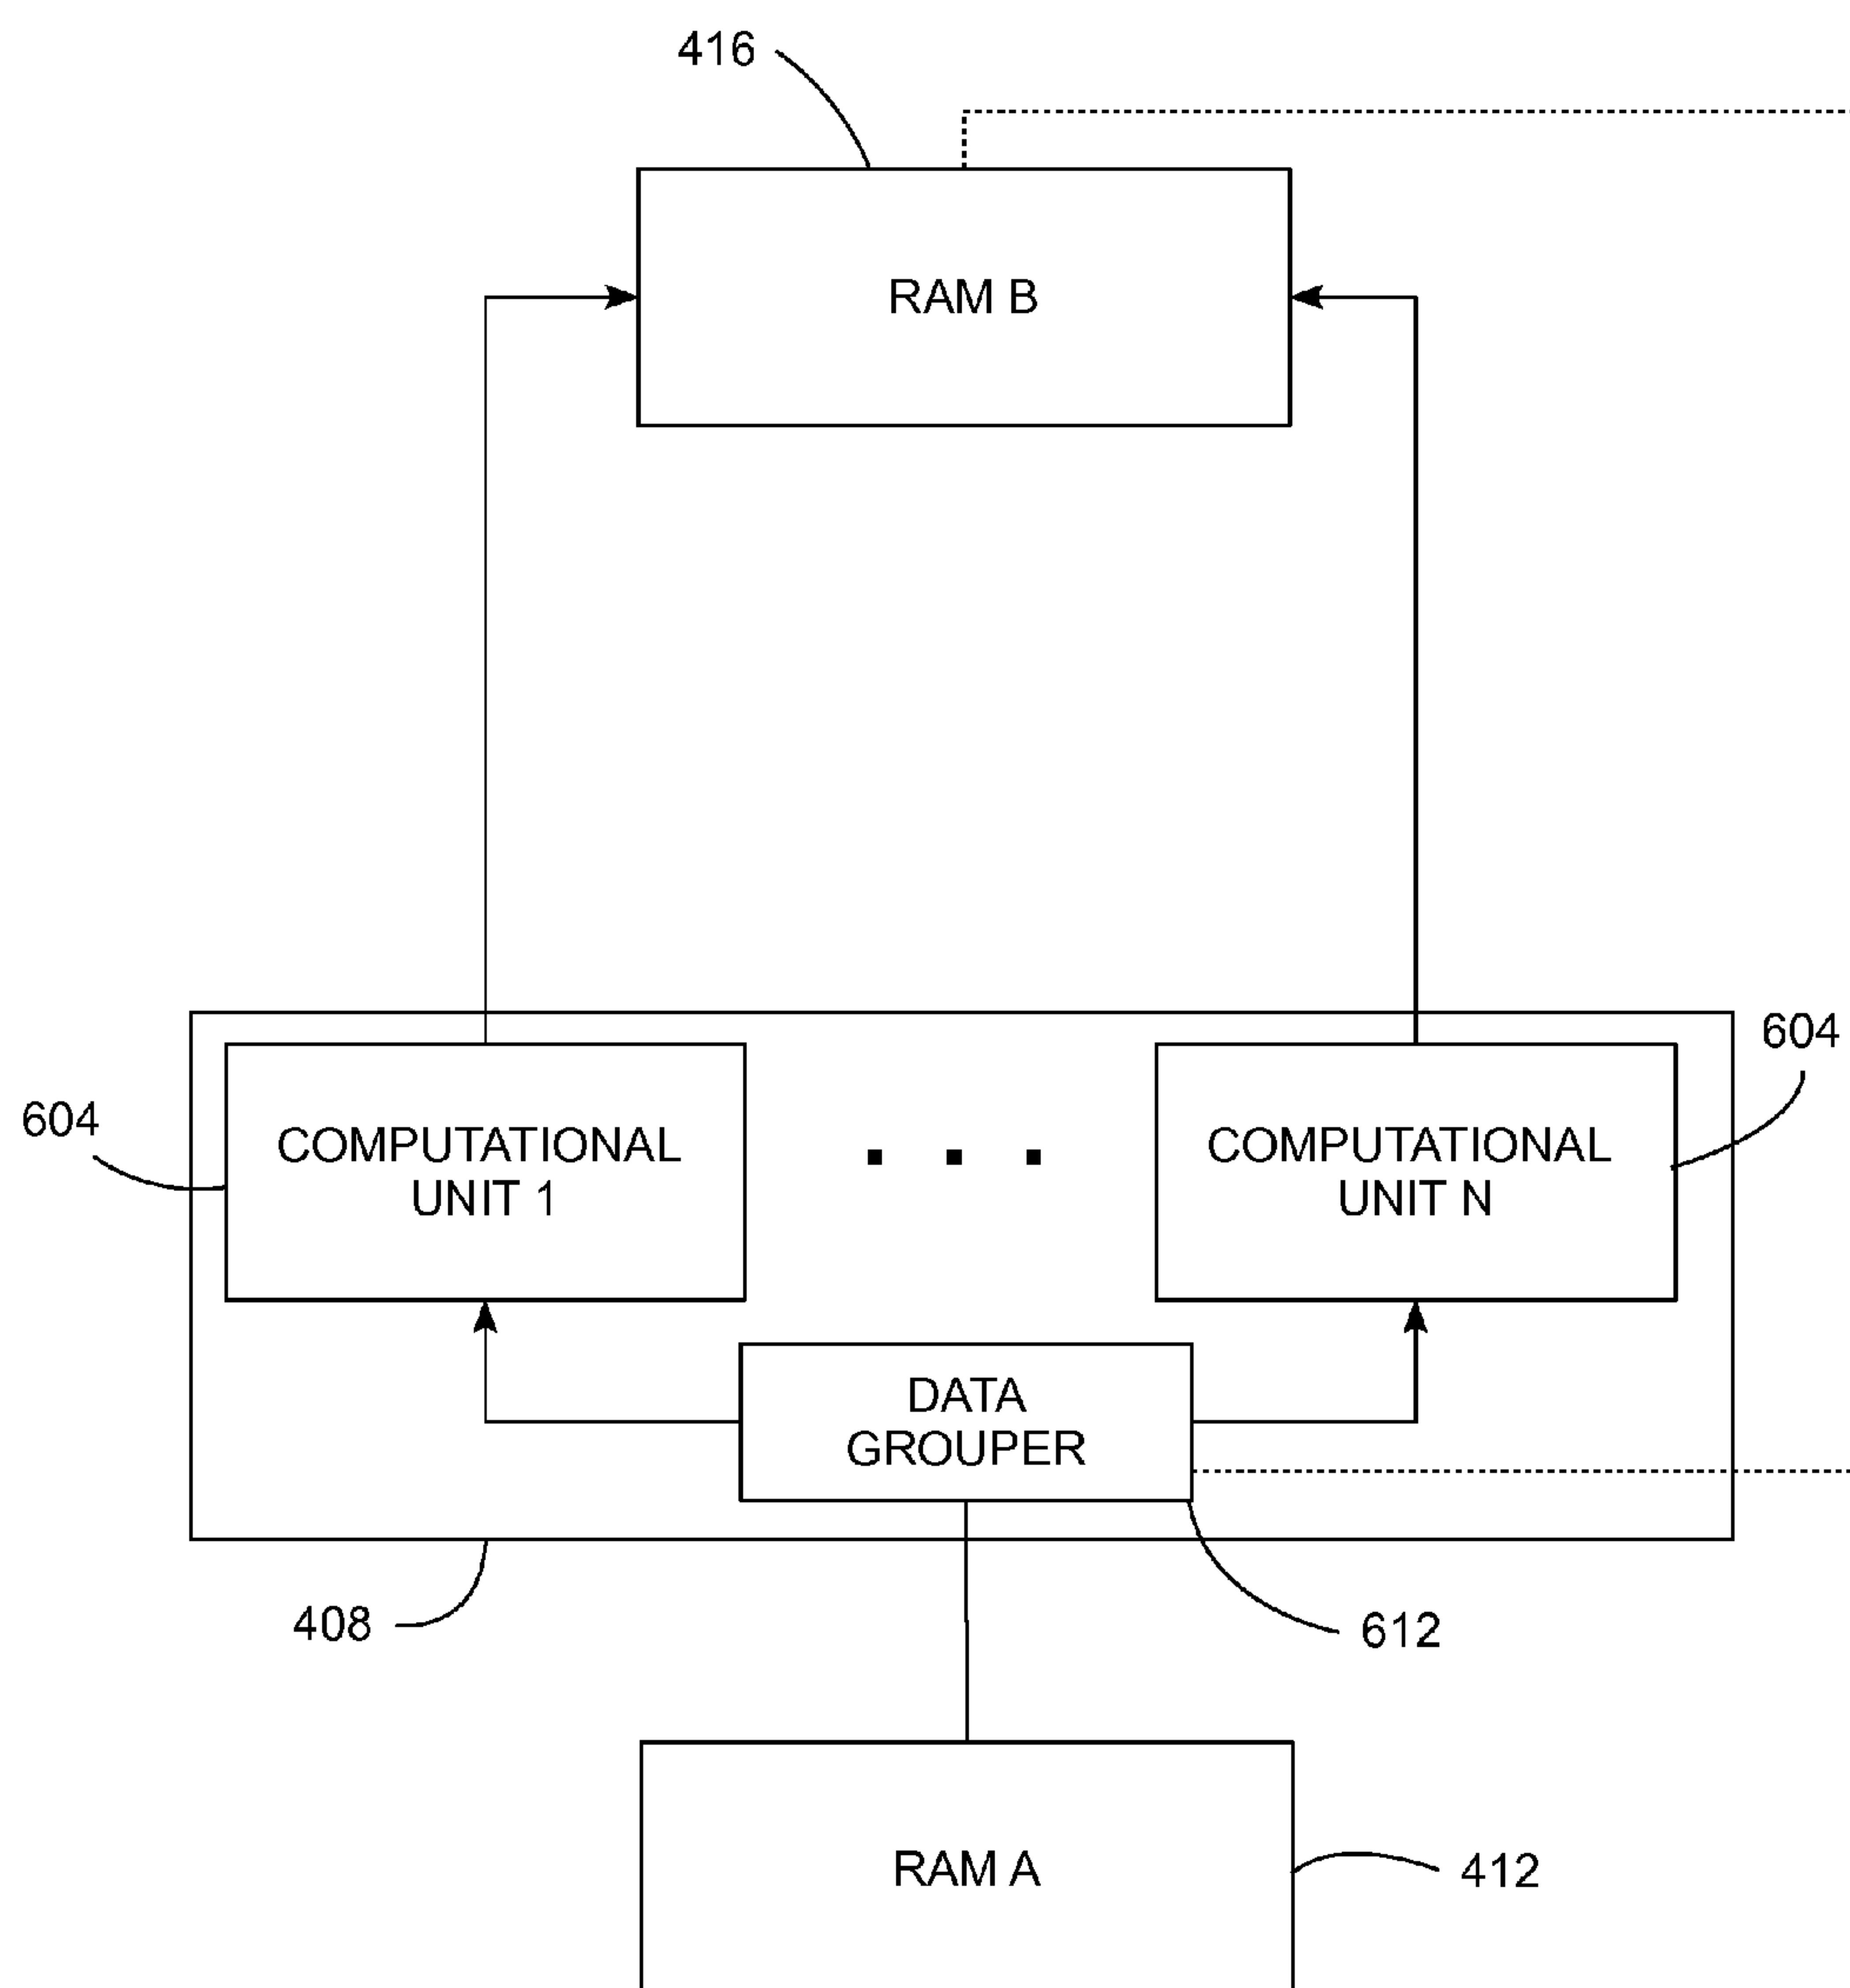 416
RAM B
604
604
COMPUTATIONAL
UNIT 1
COMPUTATIONAL
UNIT N
DATA
GROUPER
408
612
RAM A
412